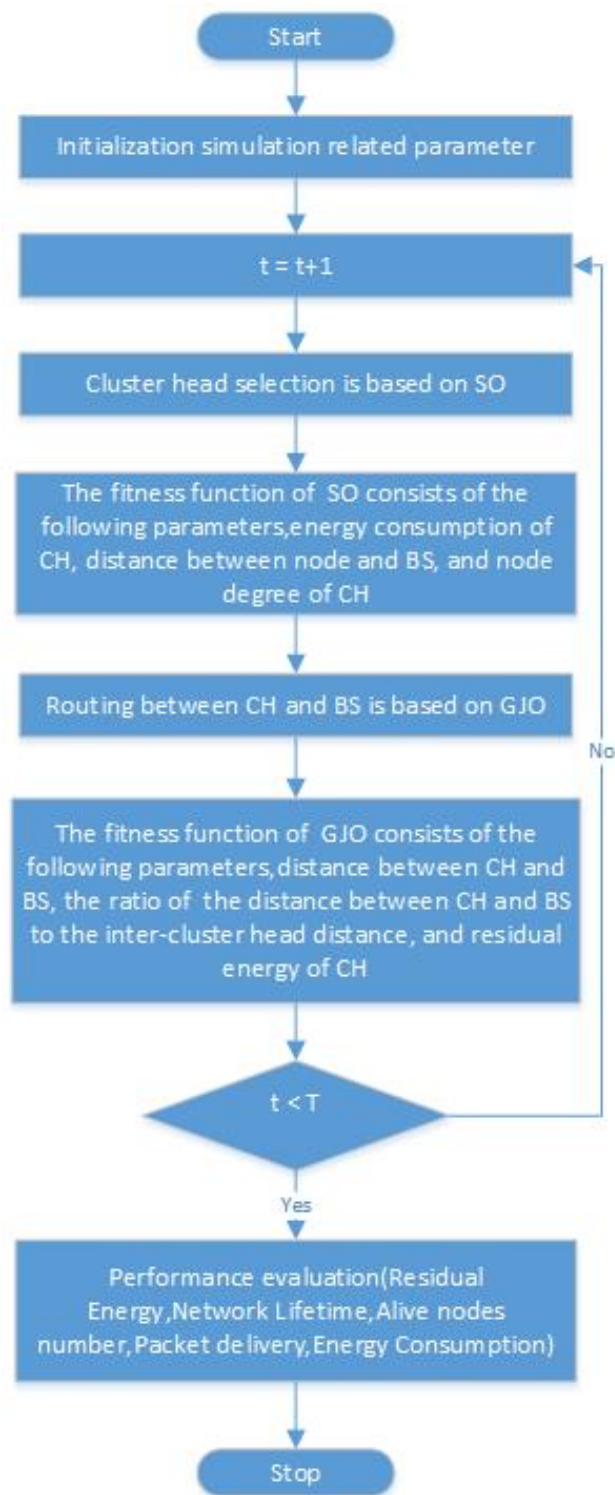 Start
Initialization simulation related parameter
t = t+1
Cluster head selection is based on SO
The fitness function of  SO consists of the
following parameters,energy consumption of
CH, distance between node and BS, and node
degree of CH
Routing between CH and BS is based on GJO
No
The fitness function of  GJO consists of the
following parameters,distance between CH and
BS, the ratio of  the distance between CH and BS
to the inter-cluster head distance, and residual
energy of CH
t < T
Yes
Performance evaluation(Residual
Energy,Network Lifetime,Alive nodes
number,Packet delivery,Energy Consumption)
Stop